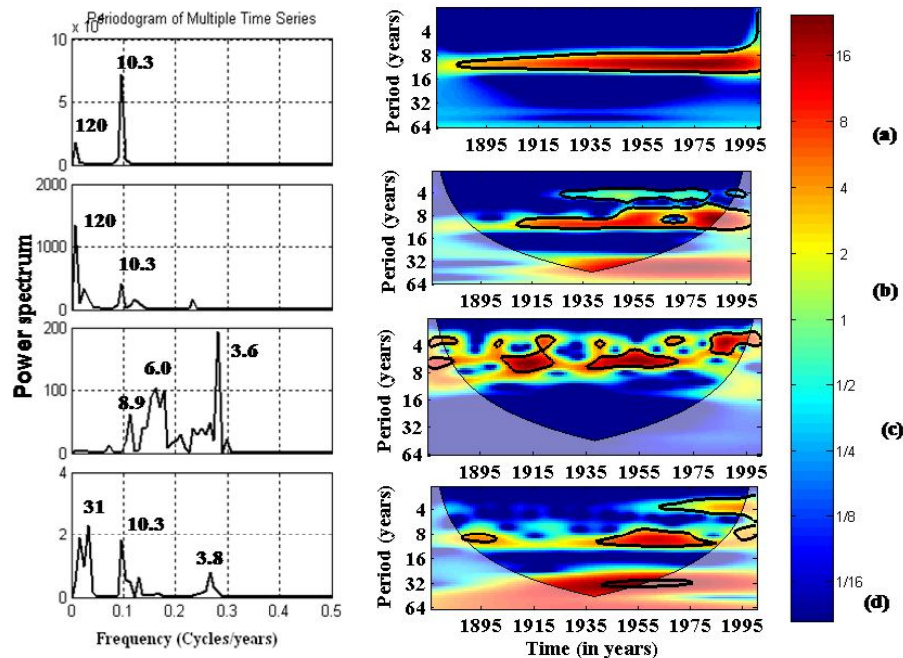 Periodogram of Multiple Time Series
x 10
10
5
0
10.3
120
2000
1000
0
120
10.3
200
100
0
8.9
6.0
3.6
4
2
0
31
10.3
3.8
0 0.1 0.2 0.3 0.4 0.5
Frequency (Cycles/years)
Power spectrum
Period (years)
4
8
16
32
64
1895 1915 1935 1955 1975 1995
(a)
Period (years)
4
8
16
32
64
1895 1915 1935 1955 1975 1995
(b)
Period (years)
4
8
16
32
64
1895 1915 1935 1955 1975 1995
(c)
Period (years)
4
8
16
32
64
1895 1915 1935 1955 1975 1995
(d)
Time (in years)
16
8
4
2
1
1/2
1/4
1/8
1/16